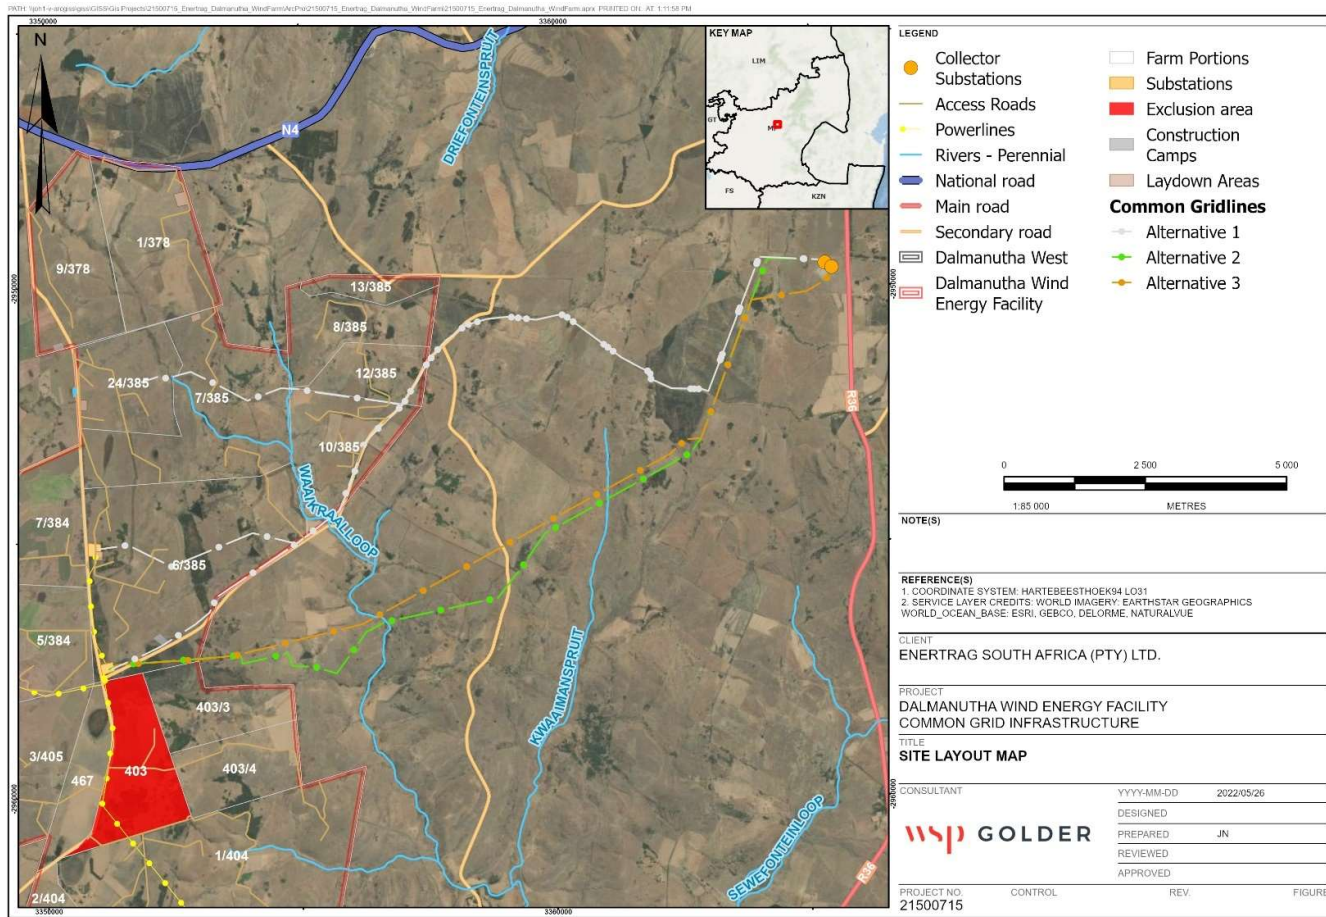 3350000
3360000
N
N4
DRIEFONTEINSPRUIT
KEY MAP
LIM
GT
MP
FS
KZN
1/378
9/378
-2950000
-2950000
13/385
8/385
12/385
24/385
7/385
10/385
R36
WAAIKRAALLOOP
7/384
6/385
5/384
KWAAIMANSPRUIT
403/3
3/405
467
403
403/4
-2960000
-2960000
1/404
SEWEFONTEINLOOP
R36
2/404
3350000
3360000
LEGEND
Collector
Substations
Access Roads
Powerlines
Rivers - Perennial
National road
Main road
Secondary road
Dalmanutha West
Dalmanutha Wind
Energy Facility
Farm Portions
Substations
Exclusion area
Construction
Camps
Laydown Areas
Common Gridlines
Alternative 1
Alternative 2
Alternative 3
0 2 500 5 000
1:85 000 METRES
NOTE(S)
REFERENCE(S)
1. COORDINATE SYSTEM: HARTEBEESTHOEK94 LO31
2. SERVICE LAYER CREDITS: WORLD IMAGERY: EARTHSTAR GEOGRAPHICS
WORLD_OCEAN_BASE: ESRI, GEBCO, DELORME, NATURALVUE
CLIENT
ENERTRAG SOUTH AFRICA (PTY) LTD.
PROJECT
DALMANUTHA WIND ENERGY FACILITY
COMMON GRID INFRASTRUCTURE
TITLE
SITE LAYOUT MAP
CONSULTANT
wsp GOLDER
YYYY-MM-DD 2022/05/26
DESIGNED
PREPARED JN
REVIEWED
APPROVED
PROJECT NO. CONTROL REV. FIGURE
21500715